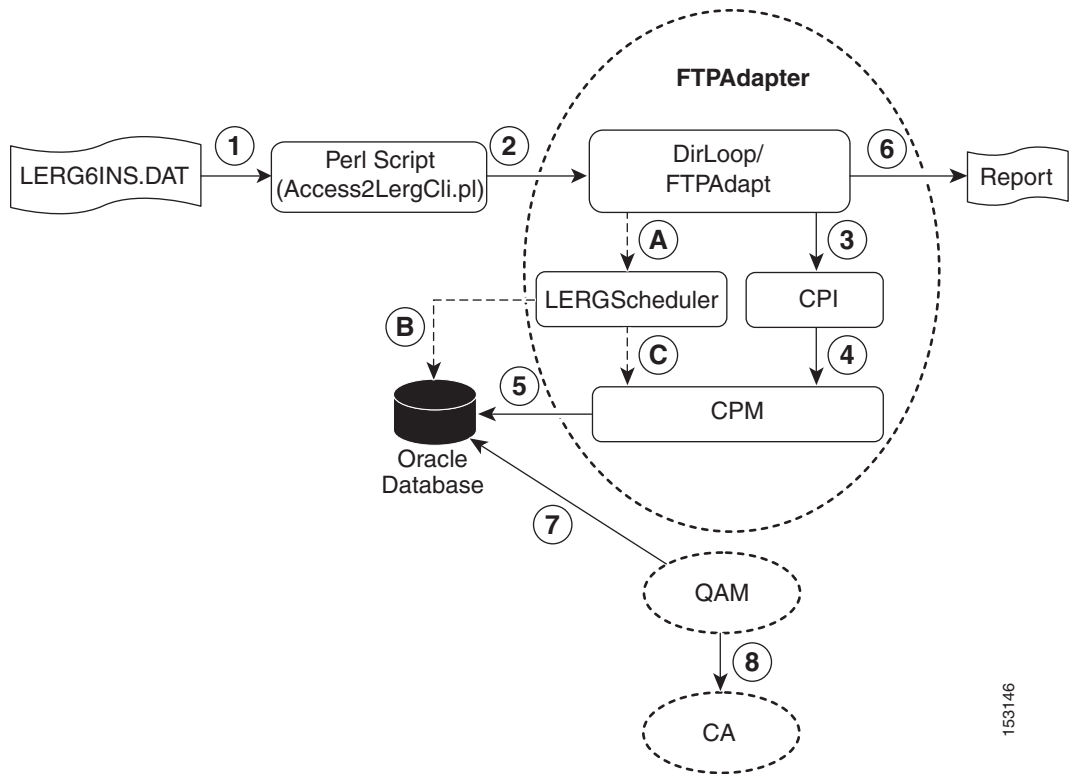 FTPAdapter
1
2
6
LERG6INS.DAT
Perl Script
(Access2LergCli.pl)
DirLoop/
FTPAdapt
Report
A
3
LERGScheduler
CPI
B
C
4
5
CPM
Oracle
Database
7
QAM
8
CA
153146